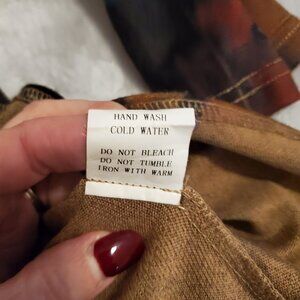 HAND WASH
COLD WATER
DO NOT BLEACH
DO NOT TUMBLE
IRON WITH WARM